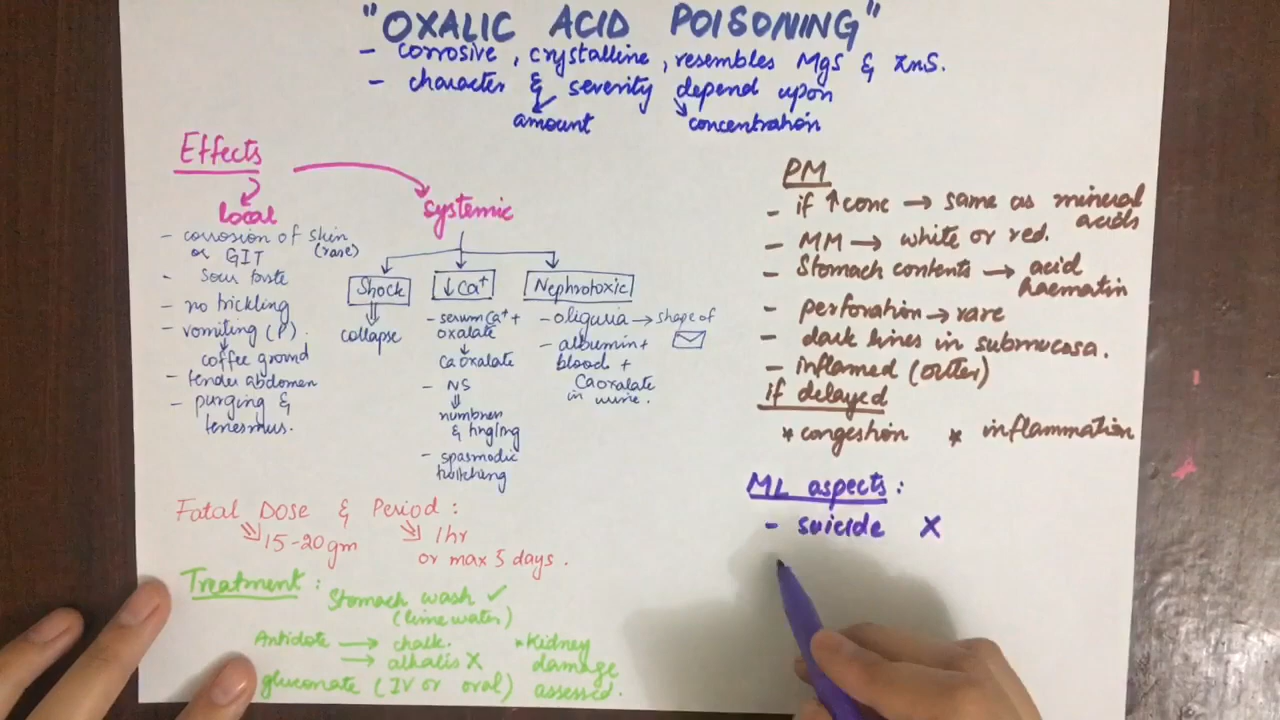 "OXALIC ACID POISONING"
- corrosive, crystalline, resembles MgS & ZnS.
- character & severity depend upon
amount
concentration
Effects
local
- corrosion of skin
or GIT (rare)
- Sour taste
- no trickling
- vomiting (P).
coffee ground
- tender abdomen
- purging &
tenesmus.
systemic
Shock
collapse
↓ Ca+
- serum Ca+ +
oxalate
Ca oxalate
- NS
numbness
& tingling
- spasmodic
twitching
Nephrotoxic
- oliguria → shape of
- albumin +
blood +
Ca oxalate
in urine.
Fatal Dose & Period :
15-20 gm
1hr
or max 5 days.
Treatment :
Stomach wash ✓
(lime water)
Antidote → chalk.
→ alkalis X
gluconate (IV or oral)
* Kidney
damage
assessed.
PM
- if ↑ conc → same as mineral
acids
- MM → white or red.
- Stomach contents → acid
haematin
- perforation → rare
- dark lines in submucosa.
- inflamed (outer)
if delayed
* congestion * inflammation
ML aspects :
- suicide X